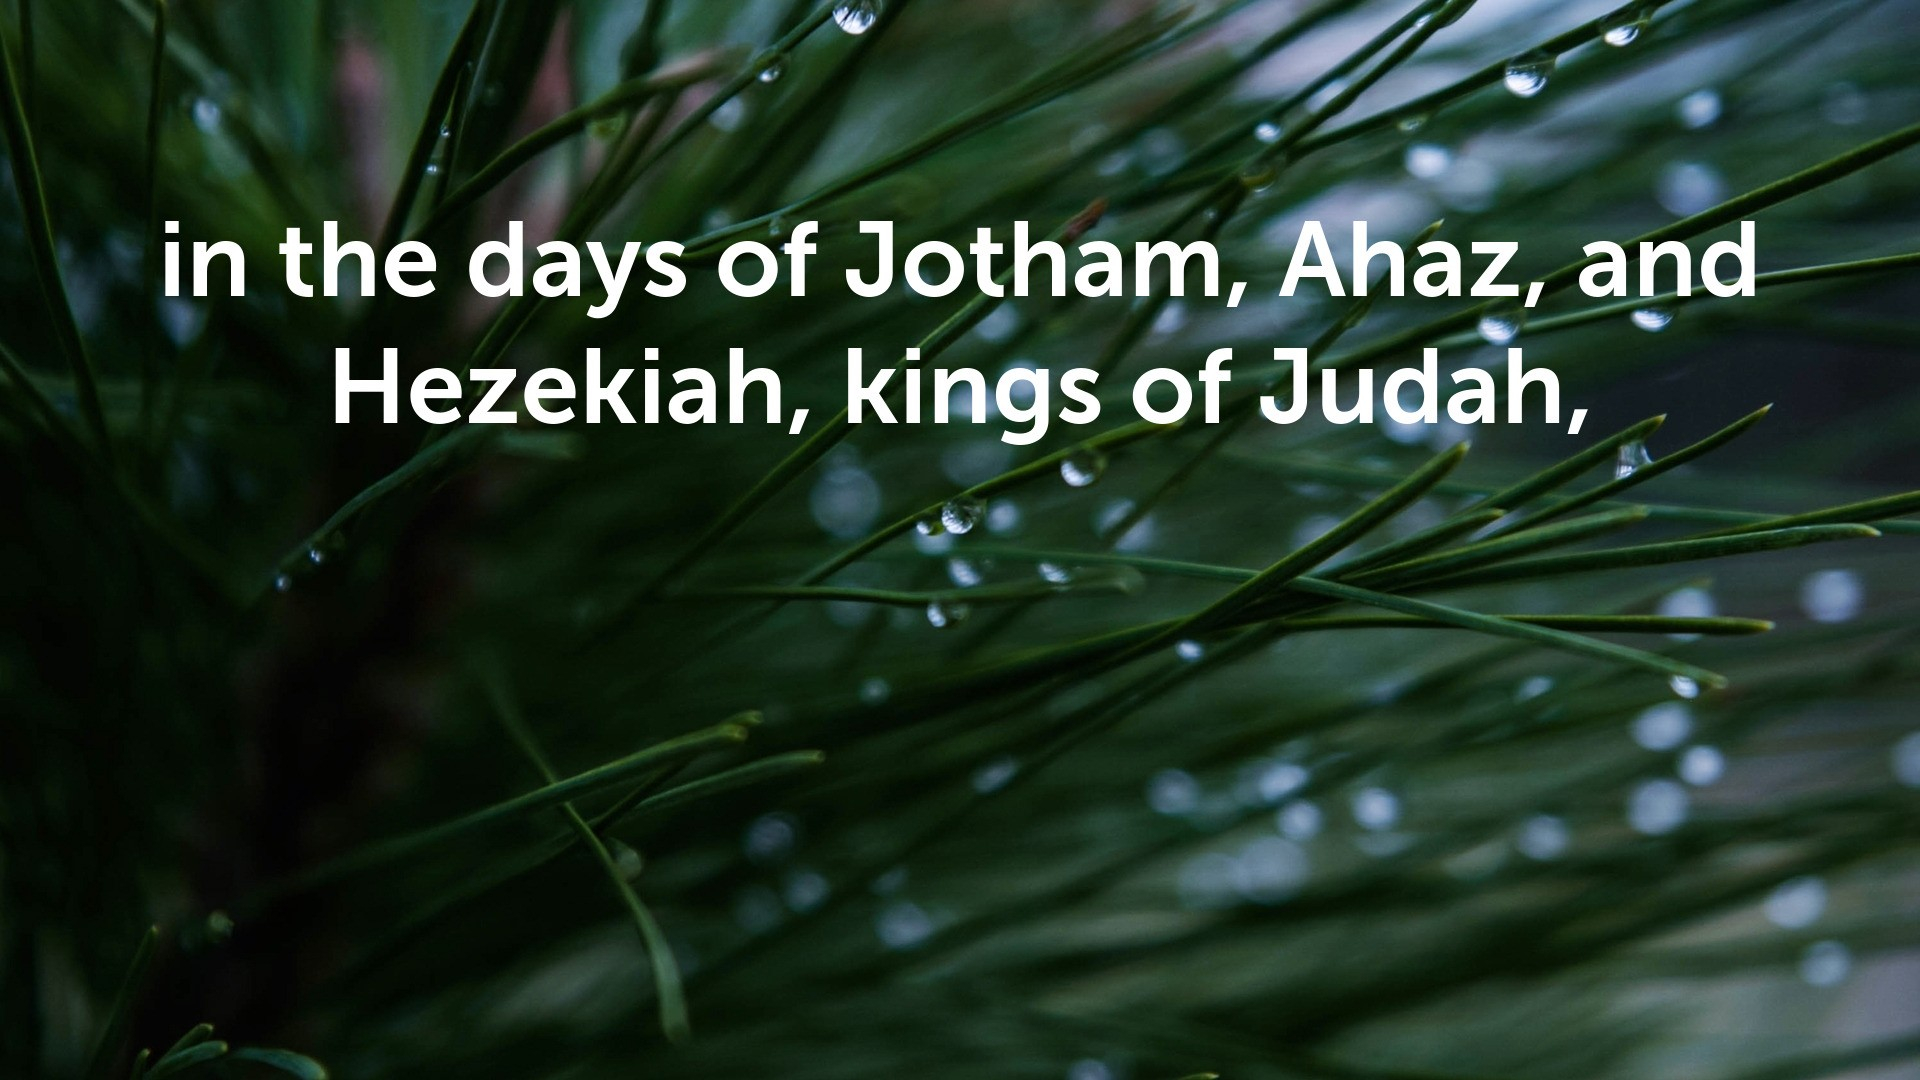 in the days of Jotham, Ahaz, and
Hezekiah, kings of Judah,